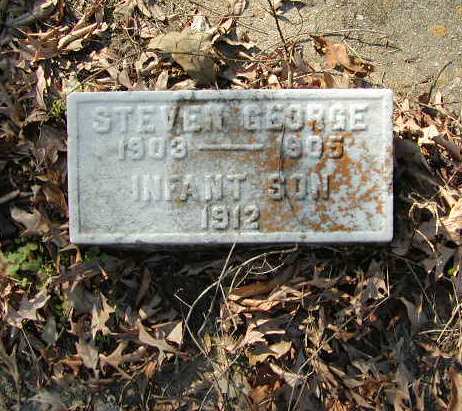 STEVEN GEORGE
1903 — 1905
INFANT SON
1912